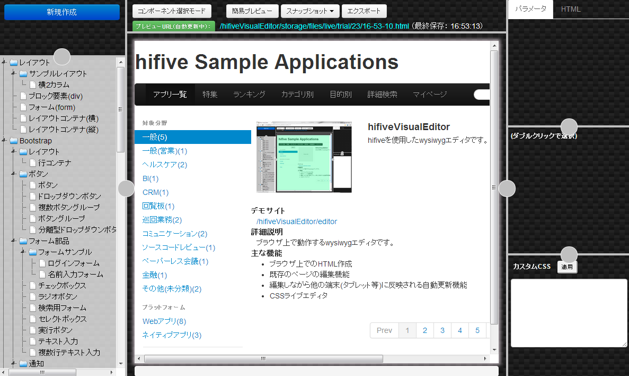 新規作成
レイアウト
サンプルレイアウト
横2カラム
ブロック要素(div)
フォーム(form)
レイアウトコンテナ(横)
レイアウトコンテナ(縦)
Bootstrap
レイアウト
行コンテナ
ボタン
ボタン
ドロップダウンボタン
複数ボタングループ
ボタングループ
分離型ドロップダウンボタ
フォーム部品
フォームサンプル
ログインフォーム
名前入力フォーム
チェックボックス
ラジオボタン
検索用フォーム
セレクトボックス
実行ボタン
テキスト入力
複数行テキスト入力
通知
コンポーネント選択モード 簡易プレビュー スナップショット エクスポート
/hifiveVisualEditor/storage/files/live/trial/23/16-53-10.html (最終保存: 16:53:13)
hifive Sample Applications
アプリ一覧 特集 ランキング カテゴリ別 目的別 詳細検索 マイページ
対象分野
一般(5)
一般(営業)(1)
ヘルスケア(2)
BI(1)
CRM(1)
回覧板(1)
巡回業務(2)
コミュニケーション(2)
ソースコードレビュー(1)
ペーパーレス会議(1)
金融(1)
その他(未分類)(2)
プラットフォーム
Webアプリ(8)
ネイティブアプリ(3)
hifiveVisualEditor
hifiveを使用したwysiwygエディタです。
デモサイト
/hifiveVisualEditor/editor
詳細説明
ブラウザ上で動作するwysiwygエディタです。
主な機能
ブラウザ上でのHTML作成
既存のページの編集機能
編集しながら他の端末(タブレット等)に反映される自動更新機能
CSSライブエディタ
Prev 1 2 3 4 5
パラメータ HTML
(ダブルクリックで選択)
カスタムCSS 適用